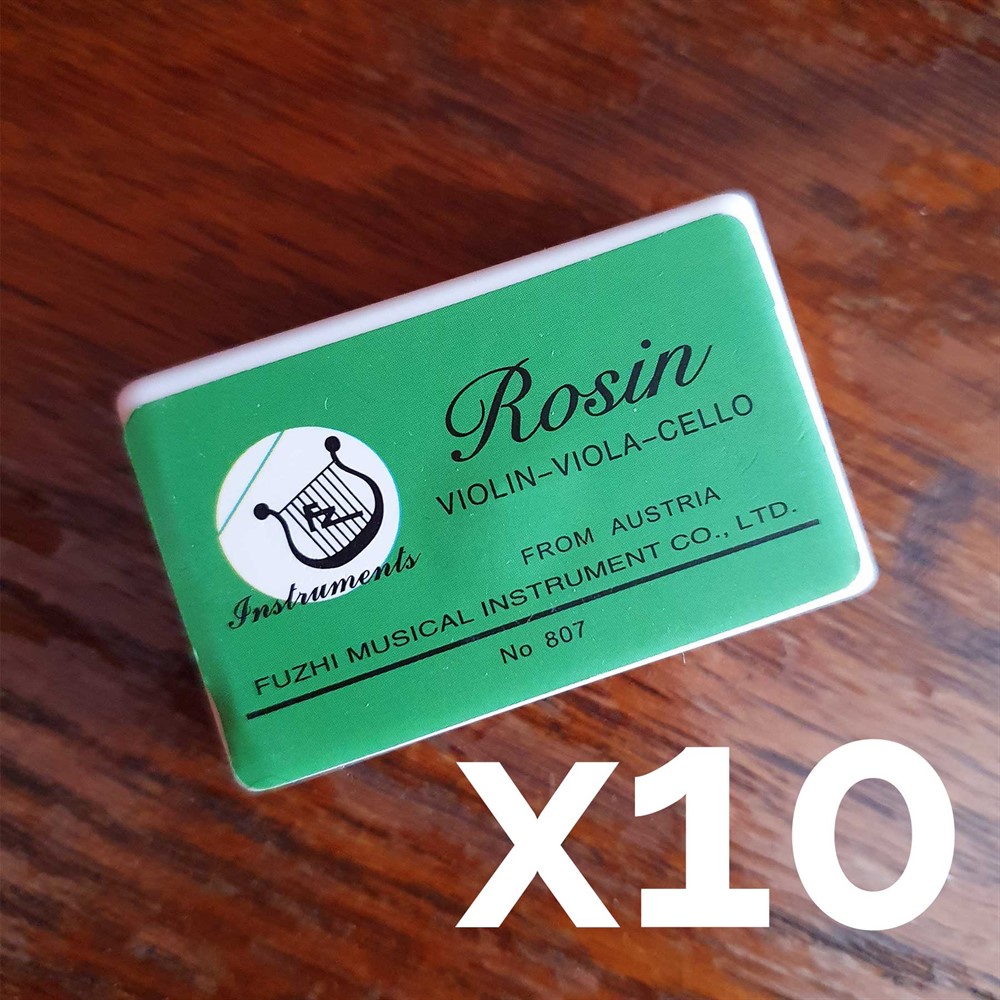 Rosin
VIOLIN-VIOLA-CELLO
FROM AUSTRIA
FZ
Instruments
FUZHI MUSICAL INSTRUMENT CO., LTD.
No 807
X10